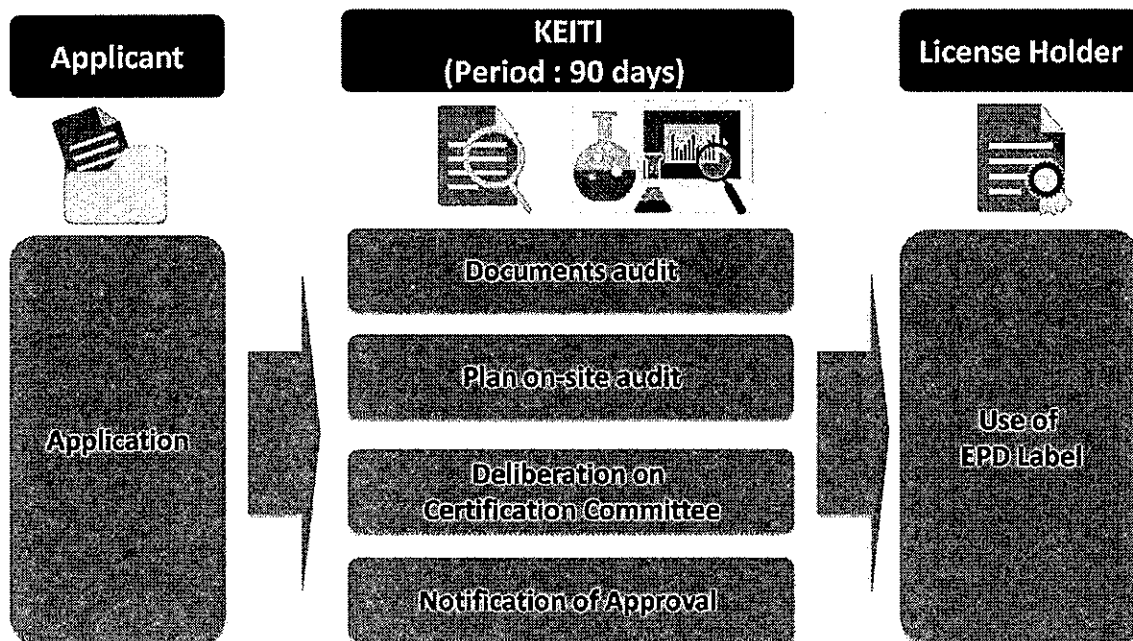 Applicant
KEITI
(Period : 90 days)
License Holder
Application
Documents audit
Plan on-site audit
Deliberation on
Certification Committee
Notification of Approval
Use of
EPD Label